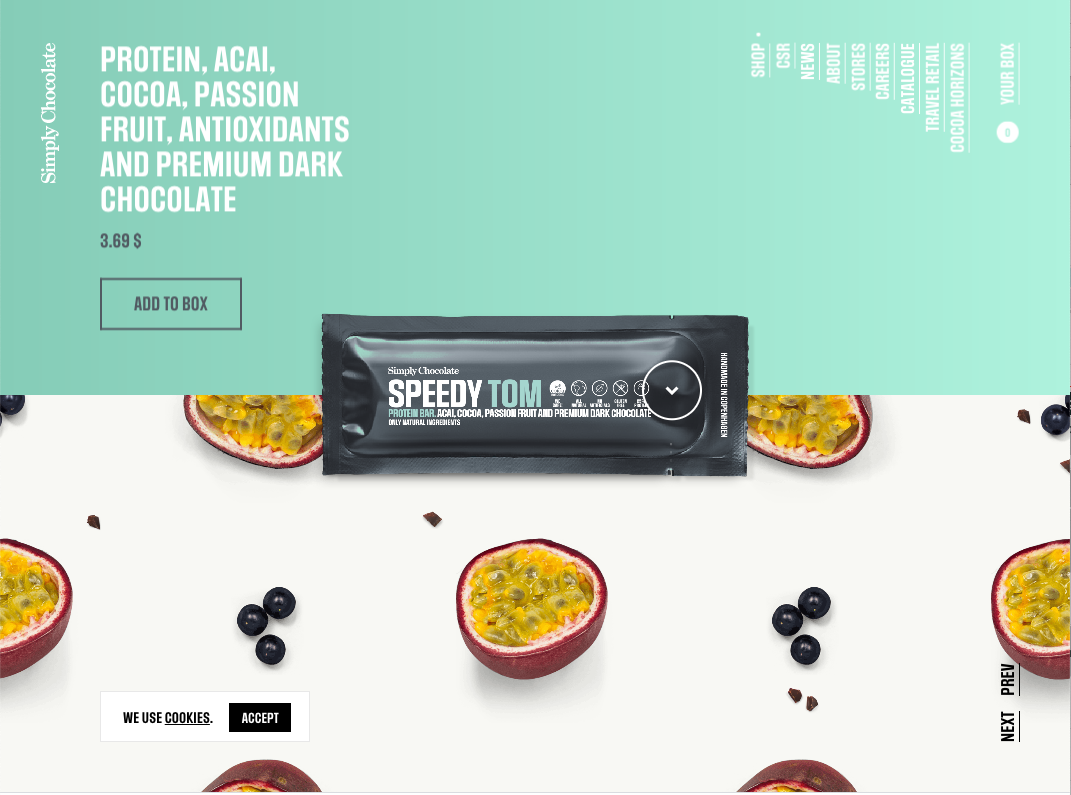 Simply Chocolate
PROTEIN, ACAI,
COCOA, PASSION
FRUIT, ANTIOXIDANTS
AND PREMIUM DARK
CHOCOLATE
3.69 $
ADD TO BOX
SHOP
CSR
NEWS
ABOUT
STORES
CAREERS
CATALOGUE
TRAVEL RETAIL
COCOA HORIZONS
YOUR BOX
0
Simply Chocolate
SPEEDY TOM
PROTEIN BAR. ACAI, COCOA, PASSION FRUIT AND PREMIUM DARK CHOCOLATE
ONLY NATURAL INGREDIENTS
HANDMADE IN COPENHAGEN
WE USE COOKIES.
ACCEPT
PREV
NEXT